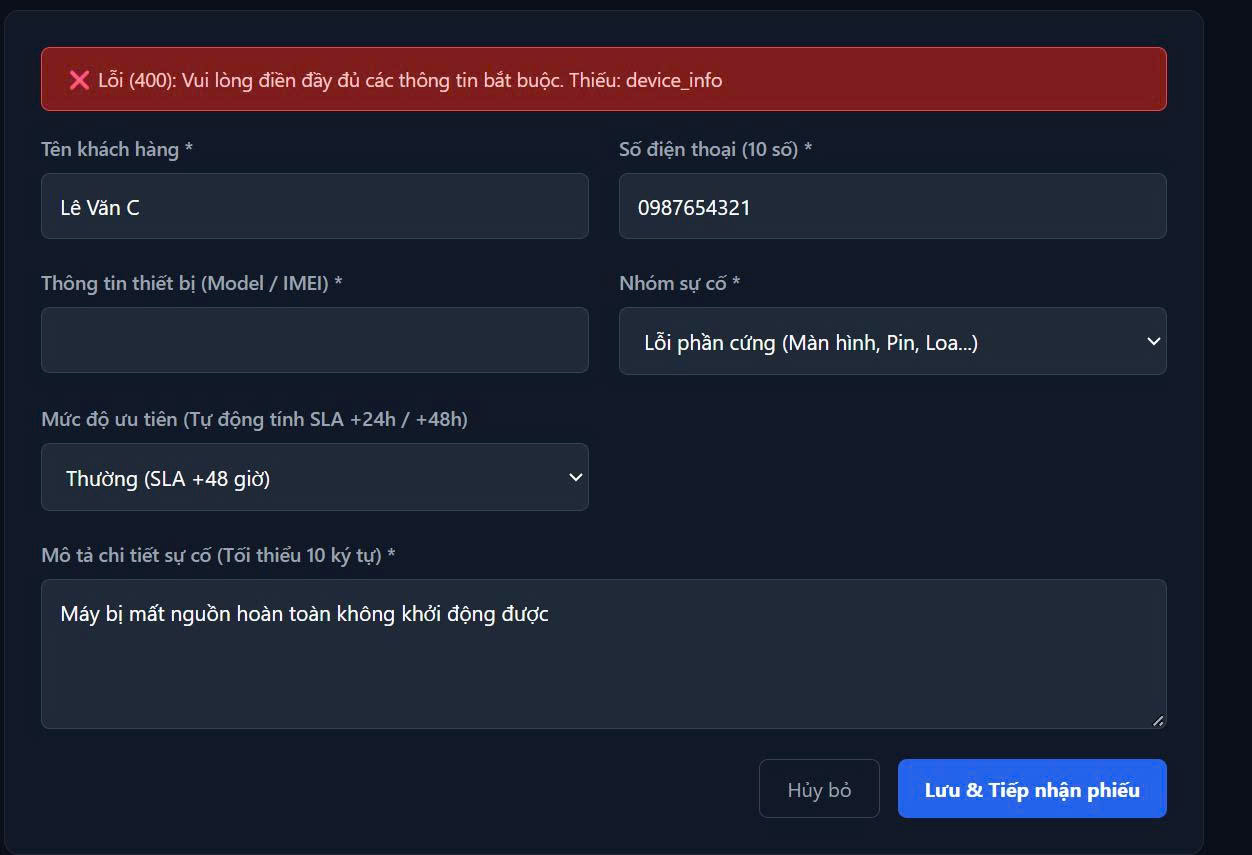 ❌ Lỗi (400): Vui lòng điền đầy đủ các thông tin bắt buộc. Thiếu: device_info
Tên khách hàng *
Số điện thoại (10 số) *
Lê Văn C
0987654321
Thông tin thiết bị (Model / IMEI) *
Nhóm sự cố *
Lỗi phần cứng (Màn hình, Pin, Loa...)
Mức độ ưu tiên (Tự động tính SLA +24h / +48h)
Thường (SLA +48 giờ)
Mô tả chi tiết sự cố (Tối thiểu 10 ký tự) *
Máy bị mất nguồn hoàn toàn không khởi động được
Hủy bỏ
Lưu & Tiếp nhận phiếu